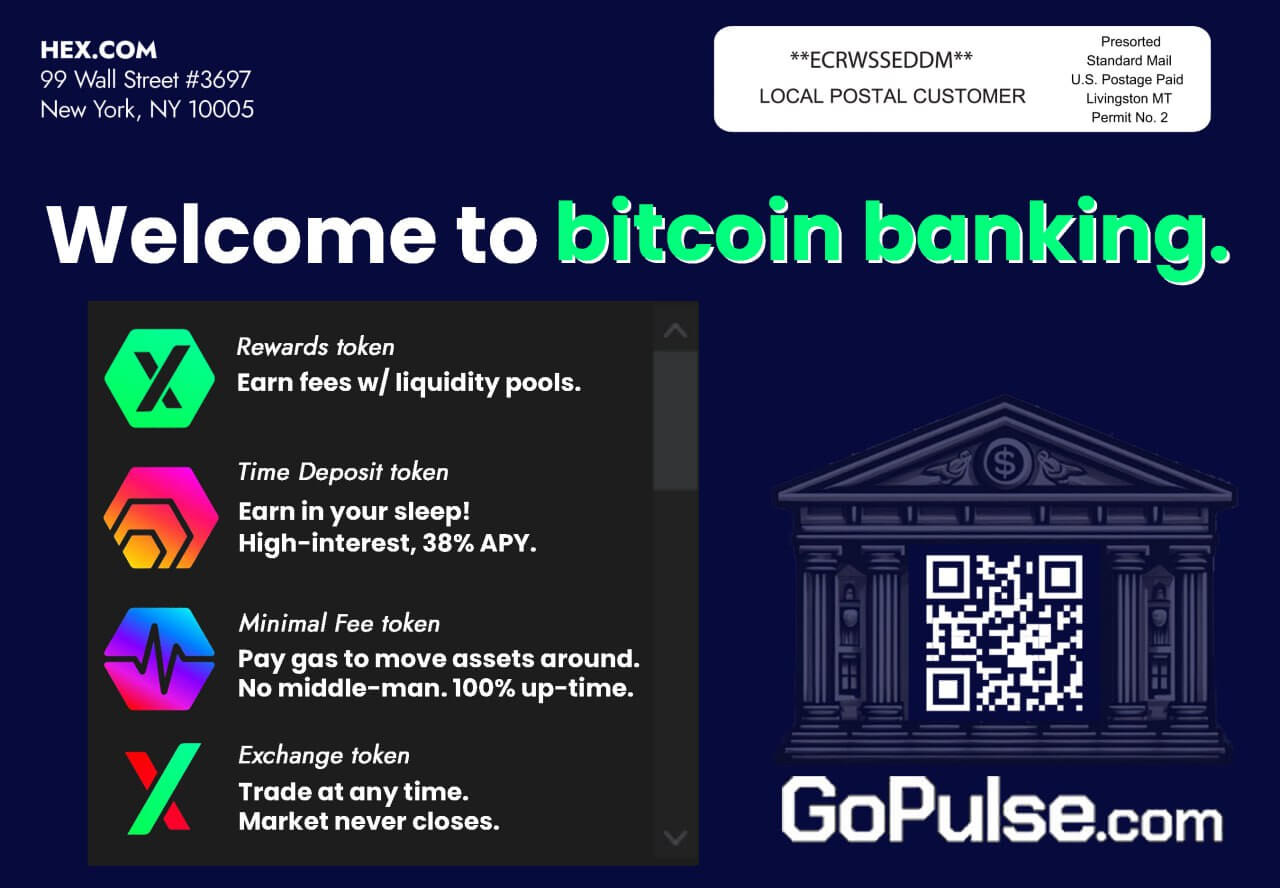 HEX.COM
99 Wall Street #3697
New York, NY 10005
**ECRWSSEDDM**
LOCAL POSTAL CUSTOMER
Presorted
Standard Mail
U.S. Postage Paid
Livingston MT
Permit No. 2
Welcome to bitcoin banking.
Rewards token
Earn fees w/ liquidity pools.
Time Deposit token
Earn in your sleep!
High-interest, 38% APY.
Minimal Fee token
Pay gas to move assets around.
No middle-man. 100% up-time.
Exchange token
Trade at any time.
Market never closes.
$
GoPulse.com